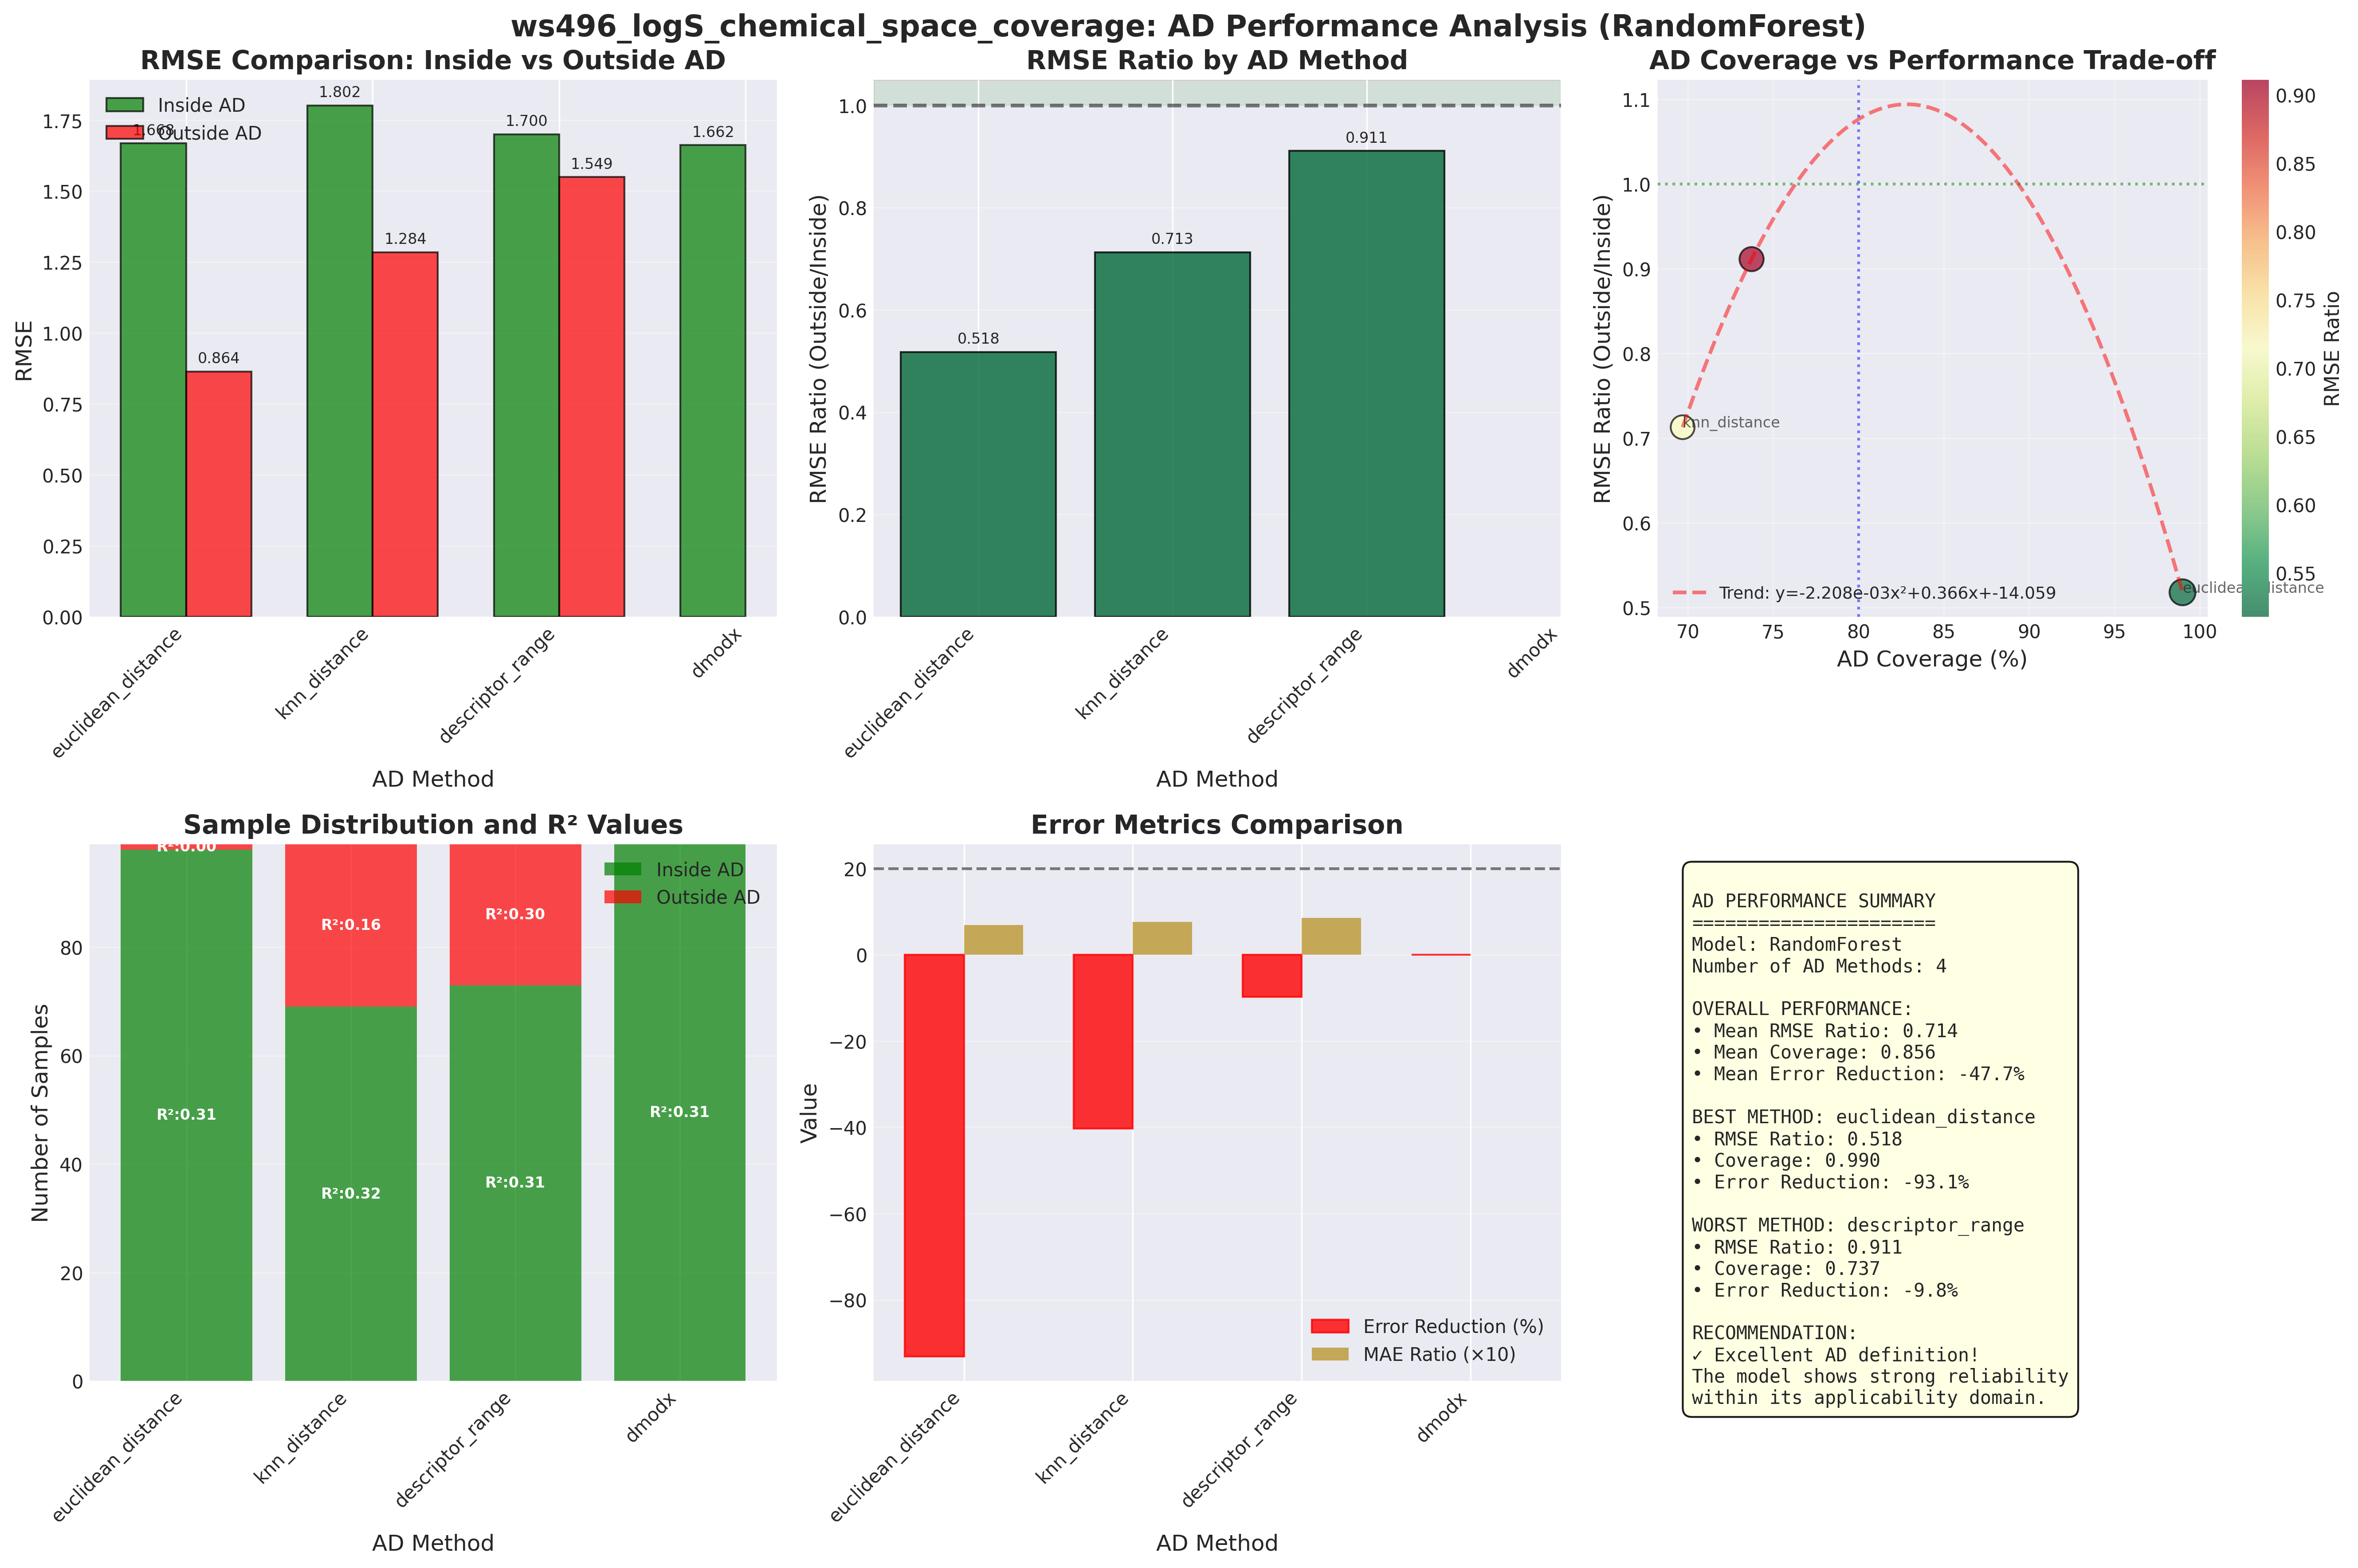 ws496_logS_chemical_space_coverage: AD Performance Analysis (RandomForest)
RMSE Comparison: Inside vs Outside AD
Inside AD
Outside AD
1.668
0.864
1.802
1.284
1.700
1.549
1.662
RMSE
1.75
1.50
1.25
1.00
0.75
0.50
0.25
0.00
euclidean_distance
knn_distance
descriptor_range
dmodx
AD Method
RMSE Ratio by AD Method
RMSE Ratio (Outside/Inside)
1.0
0.8
0.6
0.4
0.2
0.0
0.518
0.713
0.911
euclidean_distance
knn_distance
descriptor_range
dmodx
AD Method
AD Coverage vs Performance Trade-off
RMSE Ratio (Outside/Inside)
1.1
1.0
0.9
0.8
0.7
0.6
0.5
knn_distance
euclidean_distance
Trend: y=-2.208e-03x²+0.366x+-14.059
70
75
80
85
90
95
100
AD Coverage (%)
0.90
0.85
0.80
0.75
0.70
0.65
0.60
0.55
RMSE Ratio
Sample Distribution and R² Values
Number of Samples
80
60
40
20
0
Inside AD
Outside AD
R²:0.00
R²:0.16
R²:0.30
R²:0.31
R²:0.32
R²:0.31
R²:0.31
euclidean_distance
knn_distance
descriptor_range
dmodx
AD Method
Error Metrics Comparison
Value
20
0
−20
−40
−60
−80
Error Reduction (%)
MAE Ratio (×10)
euclidean_distance
knn_distance
descriptor_range
dmodx
AD Method
AD PERFORMANCE SUMMARY
======================
Model: RandomForest
Number of AD Methods: 4
OVERALL PERFORMANCE:
• Mean RMSE Ratio: 0.714
• Mean Coverage: 0.856
• Mean Error Reduction: -47.7%
BEST METHOD: euclidean_distance
• RMSE Ratio: 0.518
• Coverage: 0.990
• Error Reduction: -93.1%
WORST METHOD: descriptor_range
• RMSE Ratio: 0.911
• Coverage: 0.737
• Error Reduction: -9.8%
RECOMMENDATION:
✓ Excellent AD definition!
The model shows strong reliability
within its applicability domain.